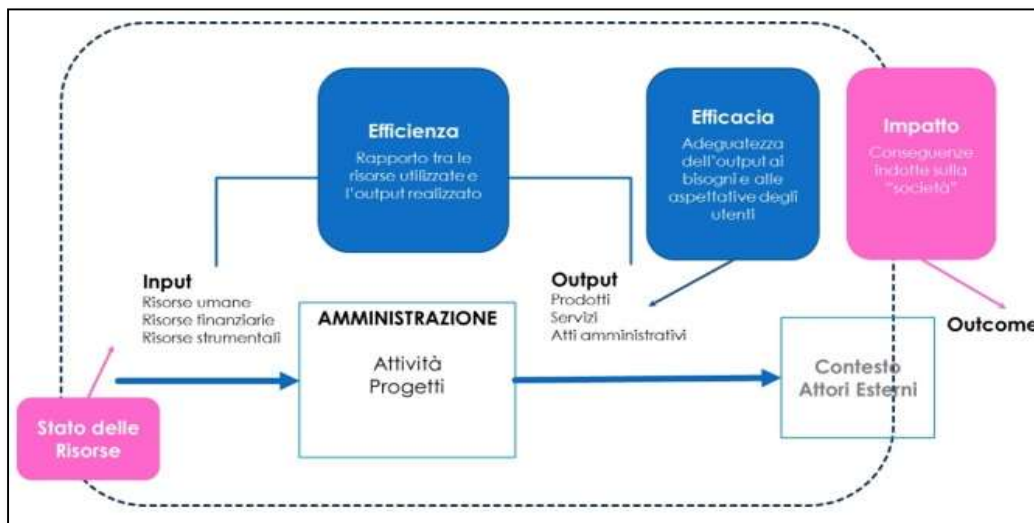 Efficienza
Rapporto tra le
risorse utilizzate e
l'output realizzato
Efficacia
Adeguatezza
dell'output ai
bisogni e alle
aspettative degli
utenti
Impatto
Conseguenze
indotte sulla
"società"
Input
Risorse umane
Risorse finanziarie
Risorse strumentali
AMMINISTRAZIONE
Attività
Progetti
Output
Prodotti
Servizi
Atti amministrativi
Outcome
Contesto
Attori Esterni
Stato delle
Risorse